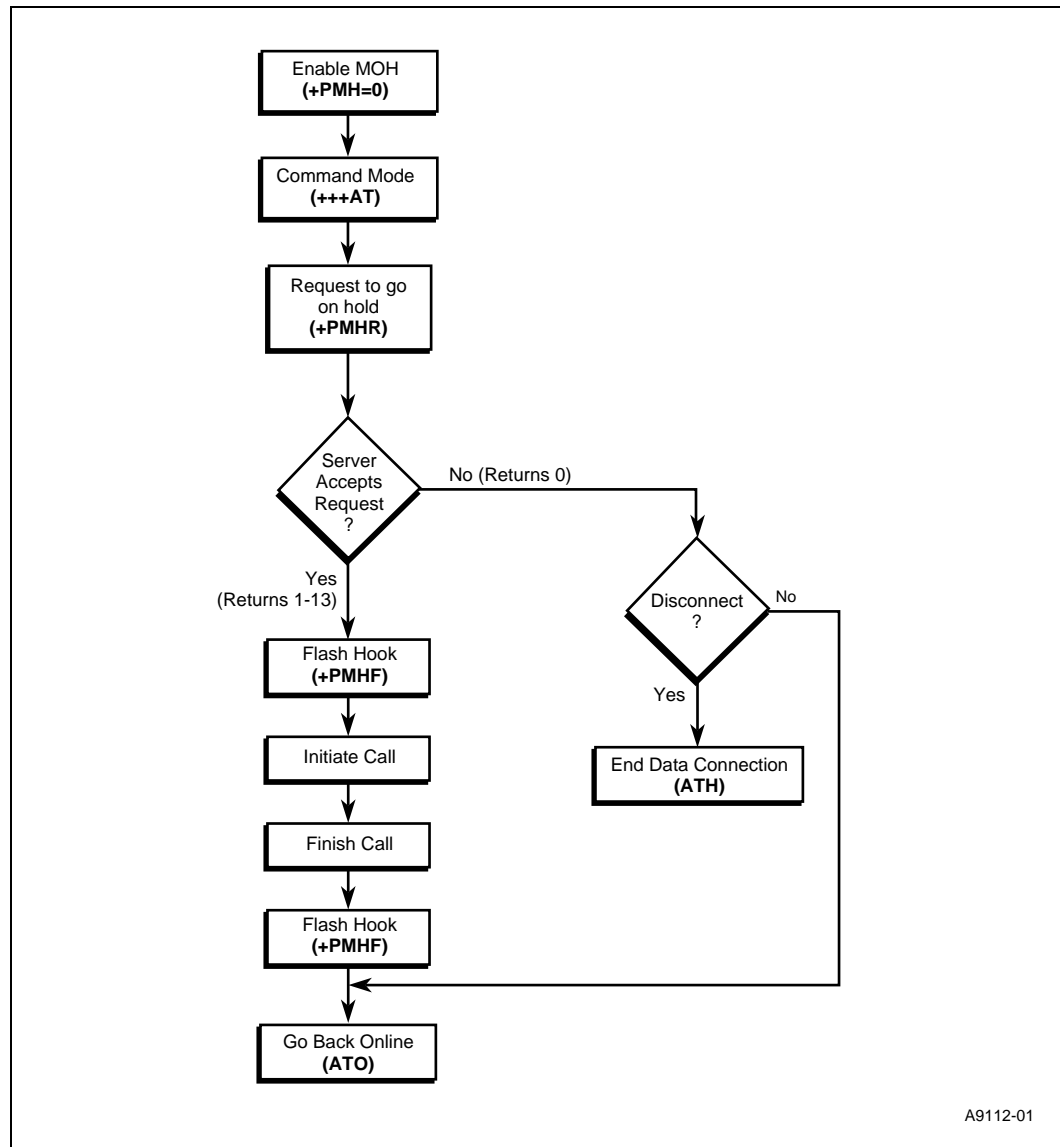 Enable MOH
(+PMH=0)
Command Mode
(+++AT)
Request to go
on hold
(+PMHR)
Server
Accepts
Request
?
No (Returns 0)
Yes
(Returns 1-13)
Disconnect
?
No
Yes
Flash Hook
(+PMHF)
Initiate Call
End Data Connection
(ATH)
Finish Call
Flash Hook
(+PMHF)
Go Back Online
(ATO)
A9112-01